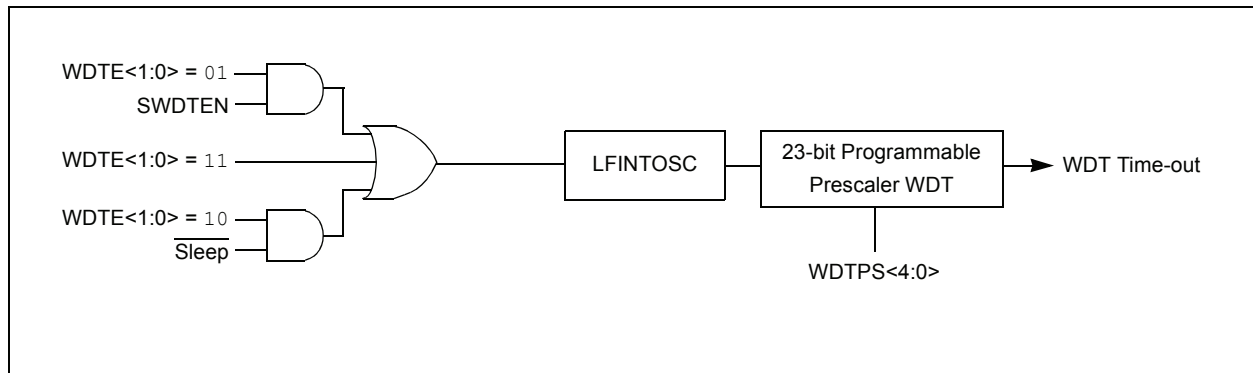 WDTE<1:0> = 01
SWDTEN
WDTE<1:0> = 11
WDTE<1:0> = 10
Sleep
LFINTOSC
23-bit Programmable
Prescaler WDT
WDT Time-out
WDTPS<4:0>